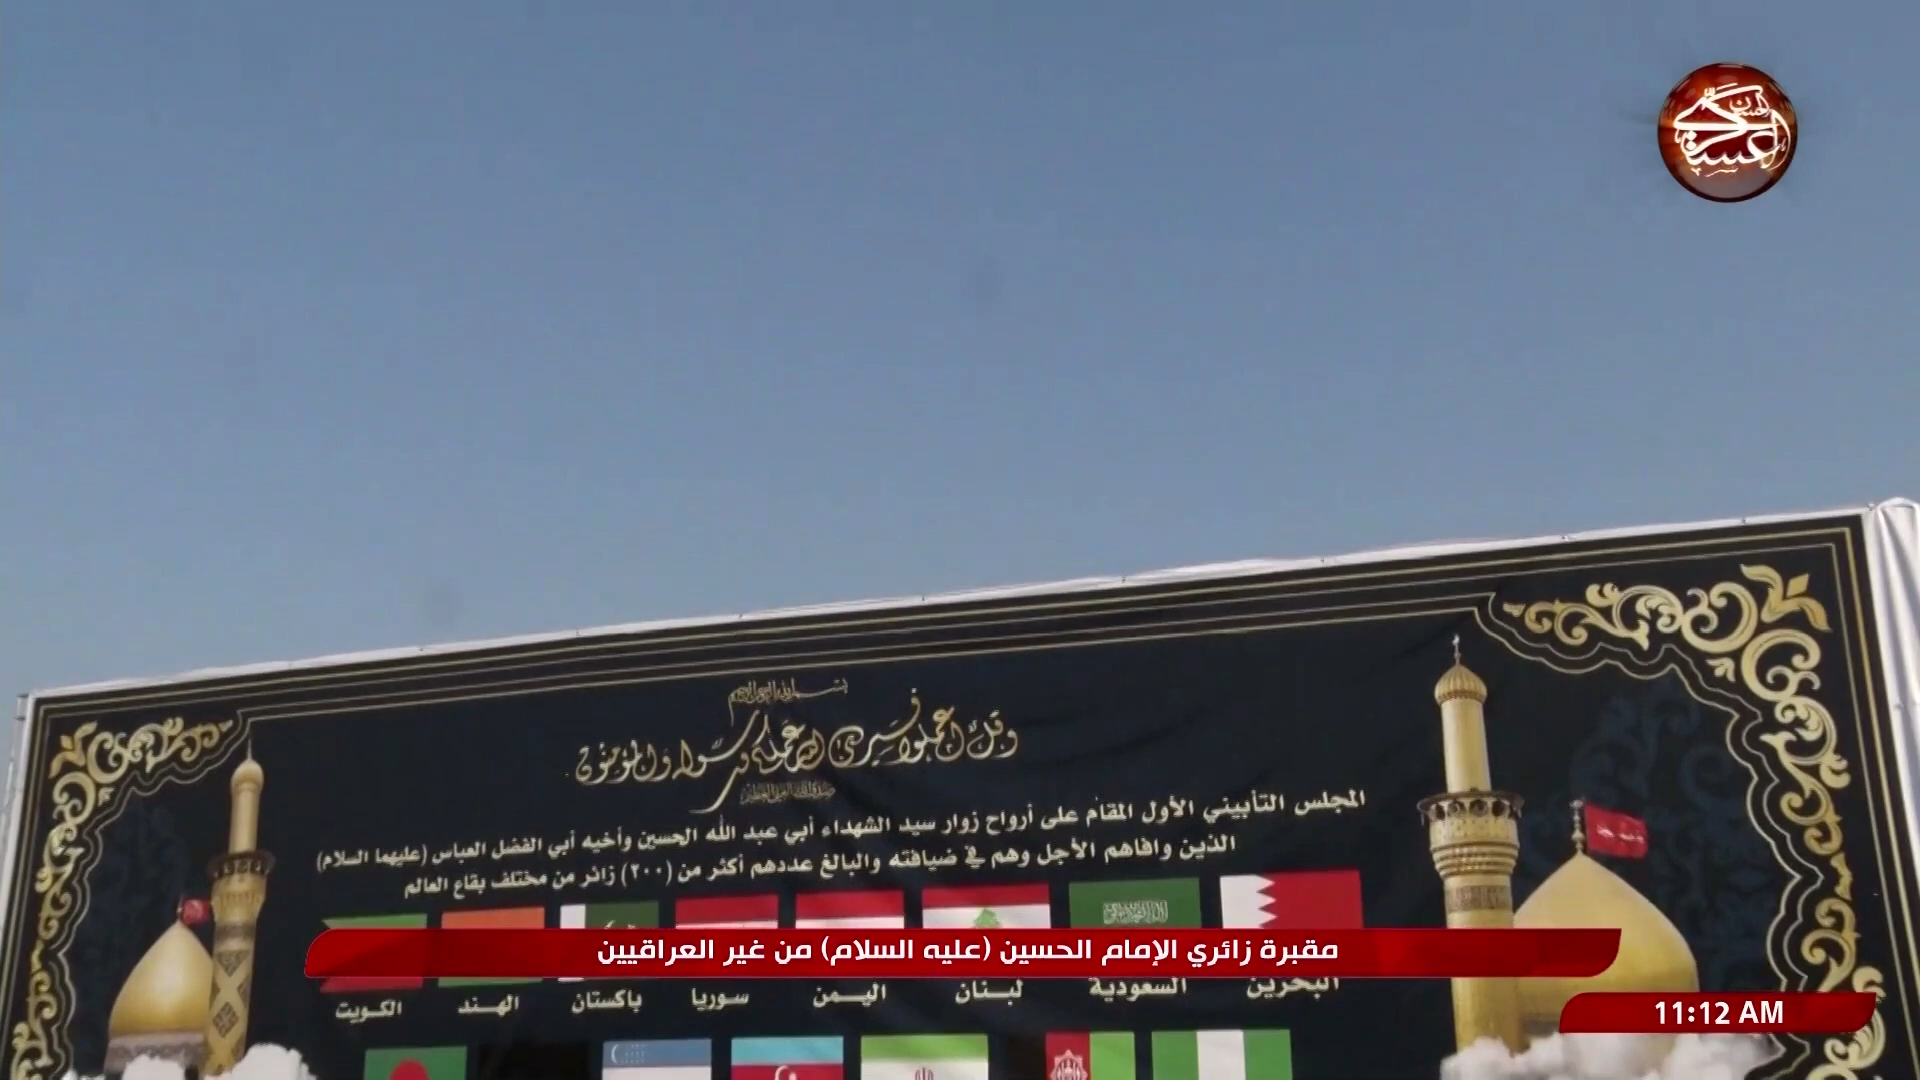 العسكري
بسم الله الرحمن الرحيم
وقل اعملوا فسيرى الله عملكم ورسوله والمؤمنون
صدق الله العلي العظيم
المجلس التأبيني الأول المقام على أرواح زوار سيد الشهداء أبي عبد الله الحسين وأخيه أبي الفضل العباس (عليهما السلام)
الذين وافاهم الأجل وهم في ضيافته والبالغ عددهم أكثر من (٢٠٠) زائر من مختلف بقاع العالم
مقبرة زائري الإمام الحسين (عليه السلام) من غير العراقيين
البحرين السعودية لبنان اليمن سوريا باكستان الهند الكويت
11:12 AM